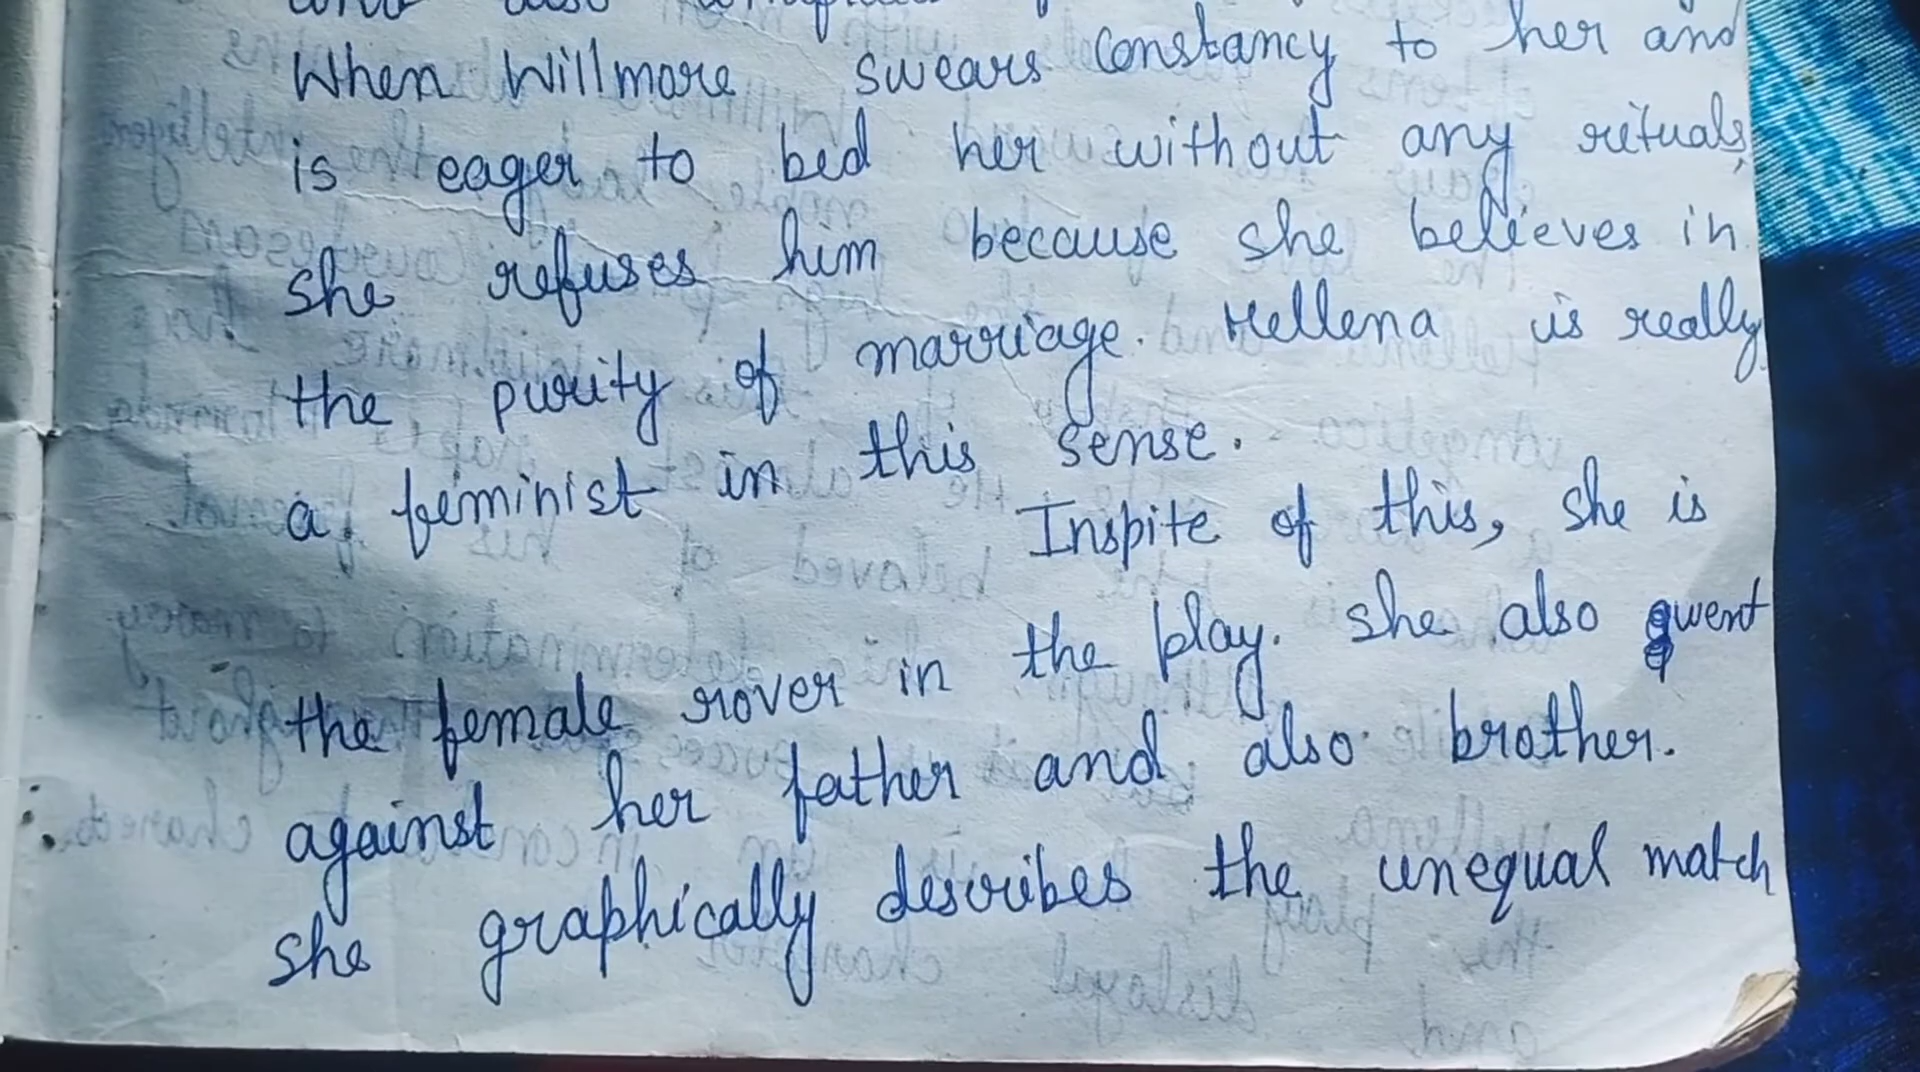 When Willmore swears constancy to her and
is eager to bed her without any rituals,
she refuses him because she believes in
the purity of marriage. Hellena is really
a feminist in this sense.
Inspite of this, she is
the female rover in the play. she also went
against her father and also brother.
she graphically describes the unequal match